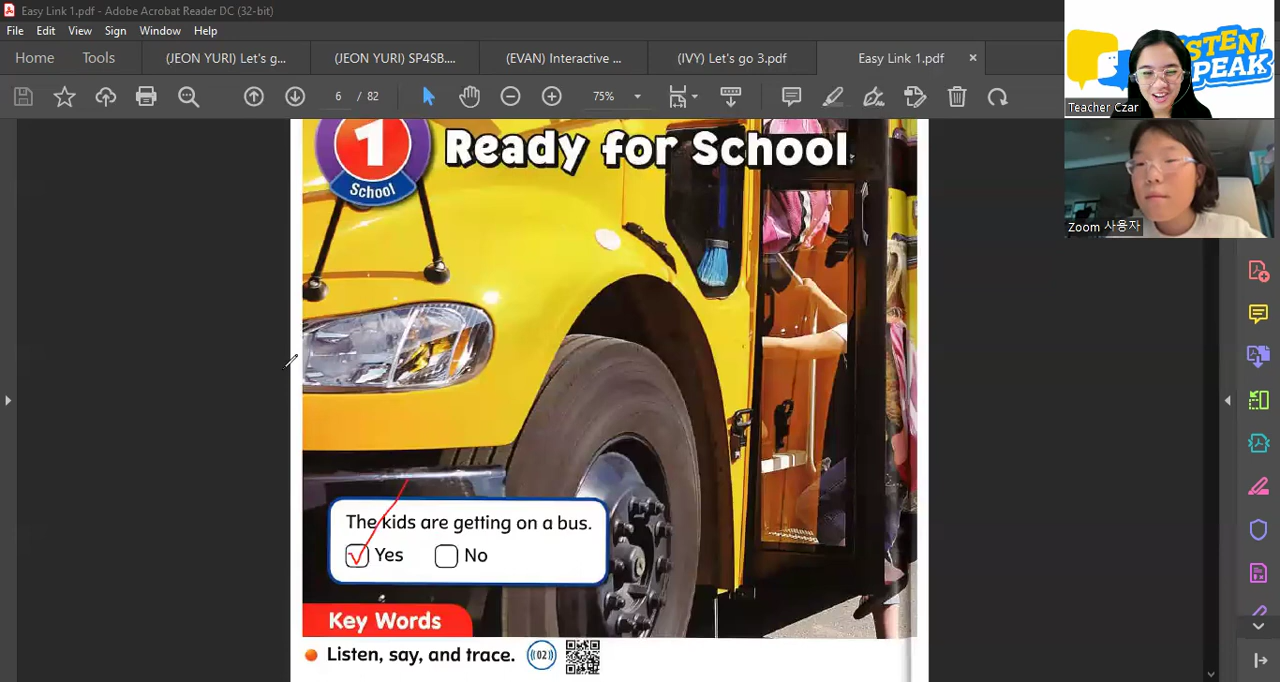 Easy Link 1.pdf - Adobe Acrobat Reader DC (32-bit)
File Edit View Sign Window Help
Home Tools (JEON YURI) Let's g... (JEON YURI) SP4SB.... (EVAN) Interactive ... (IVY) Let's go 3.pdf Easy Link 1.pdf ×
6 / 82 75%
LISTEN
SPEAK
Teacher Czar
Zoom 사용자
1
School
Ready for School
The kids are getting on a bus.
Yes No
Key Words
Listen, say, and trace. 02